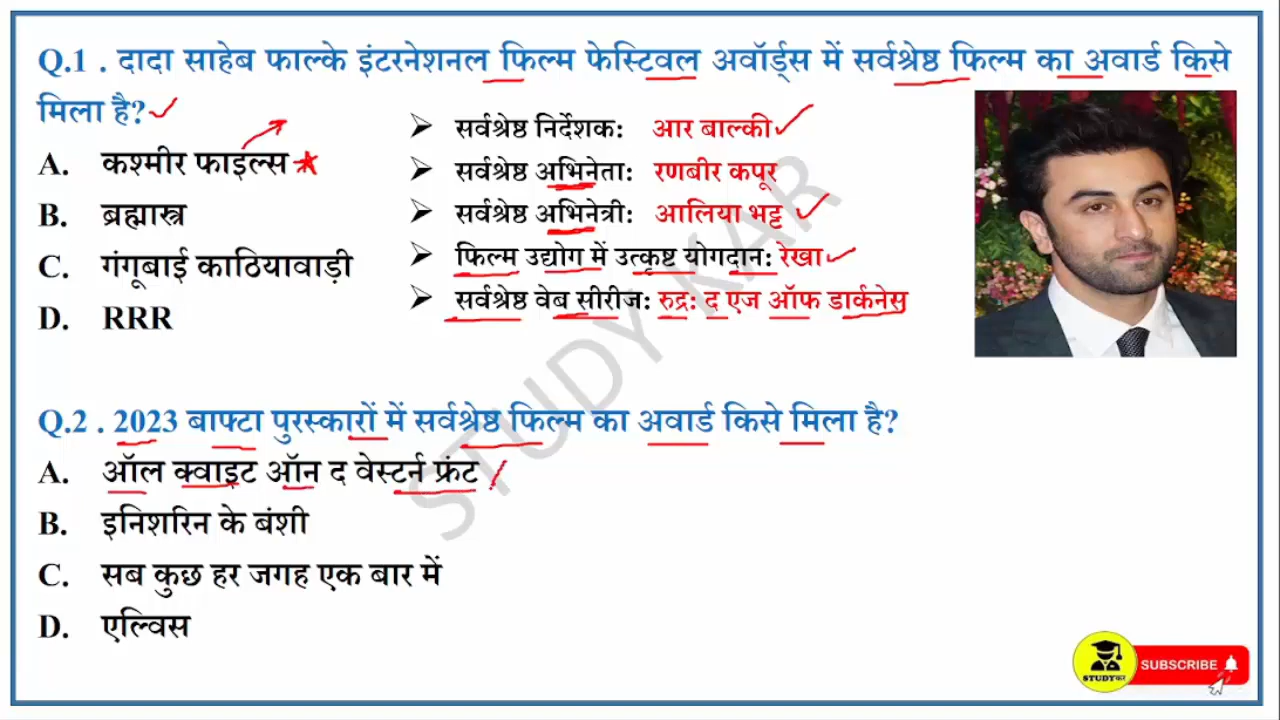 Q.1 . दादा साहेब फाल्के इंटरनेशनल फिल्म फेस्टिवल अवॉर्ड्स में सर्वश्रेष्ठ फिल्म का अवार्ड किसे
मिला है?
A. कश्मीर फाइल्स
B. ब्रह्मास्त्र
C. गंगूबाई काठियावाड़ी
D. RRR
➢ सर्वश्रेष्ठ निर्देशक: आर बाल्की
➢ सर्वश्रेष्ठ अभिनेता: रणबीर कपूर
➢ सर्वश्रेष्ठ अभिनेत्री: आलिया भट्ट
➢ फिल्म उद्योग में उत्कृष्ट योगदान: रेखा
➢ सर्वश्रेष्ठ वेब सीरीज: रुद्र: द एज ऑफ डार्कनेस
STUDY KAR
Q.2 . 2023 बाफ्टा पुरस्कारों में सर्वश्रेष्ठ फिल्म का अवार्ड किसे मिला है?
A. ऑल क्वाइट ऑन द वेस्टर्न फ्रंट
B. इनिशरिन के बंशी
C. सब कुछ हर जगह एक बार में
D. एल्विस
STUDYकर
SUBSCRIBE